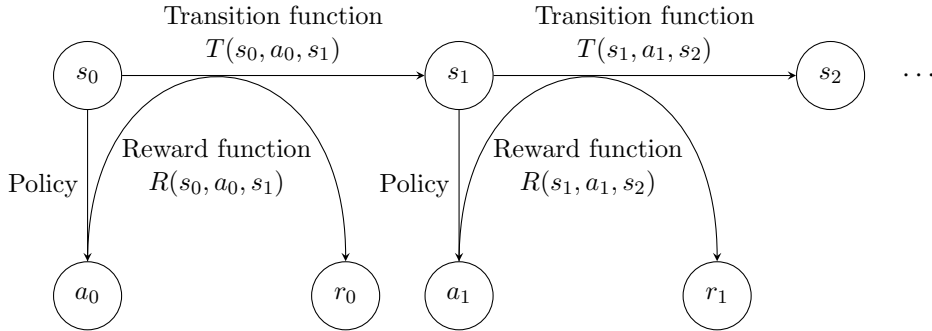 Transition function
T(s₀, a₀, s₁)
Transition function
T(s₁, a₁, s₂)
s₀
s₁
s₂
···
Reward function
R(s₀, a₀, s₁)
Reward function
R(s₁, a₁, s₂)
Policy
Policy
a₀
r₀
a₁
r₁